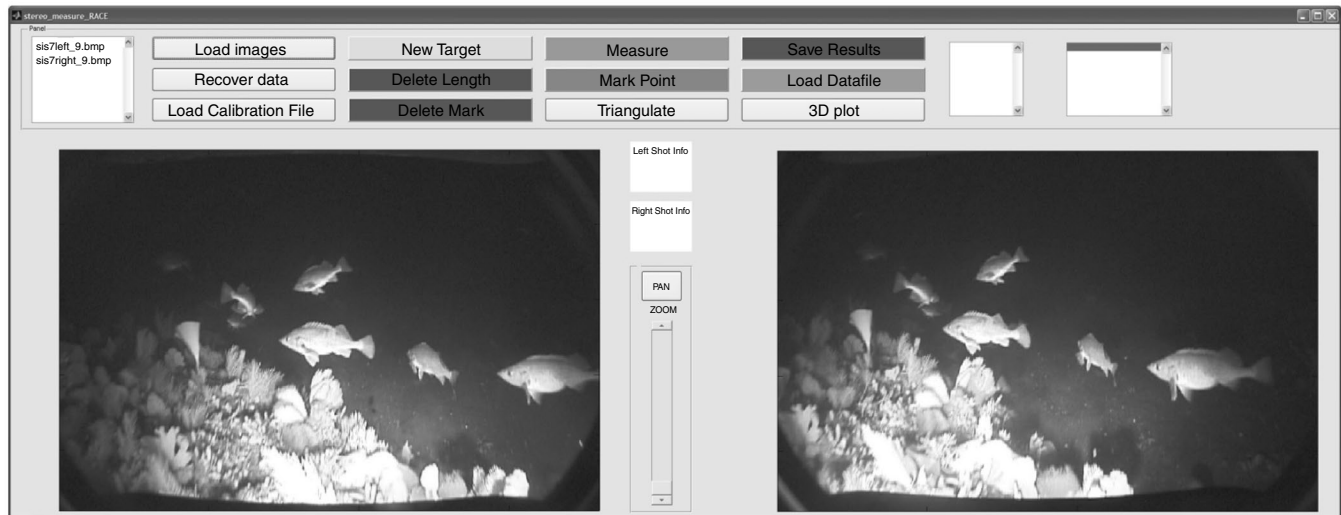 stereo_measure_RACE
Panel
sis7left_9.bmp
sis7right_9.bmp
Load images
New Target
Measure
Save Results
Recover data
Delete Length
Mark Point
Load Datafile
Load Calibration File
Delete Mark
Triangulate
3D plot
Left Shot Info
Right Shot Info
PAN
ZOOM